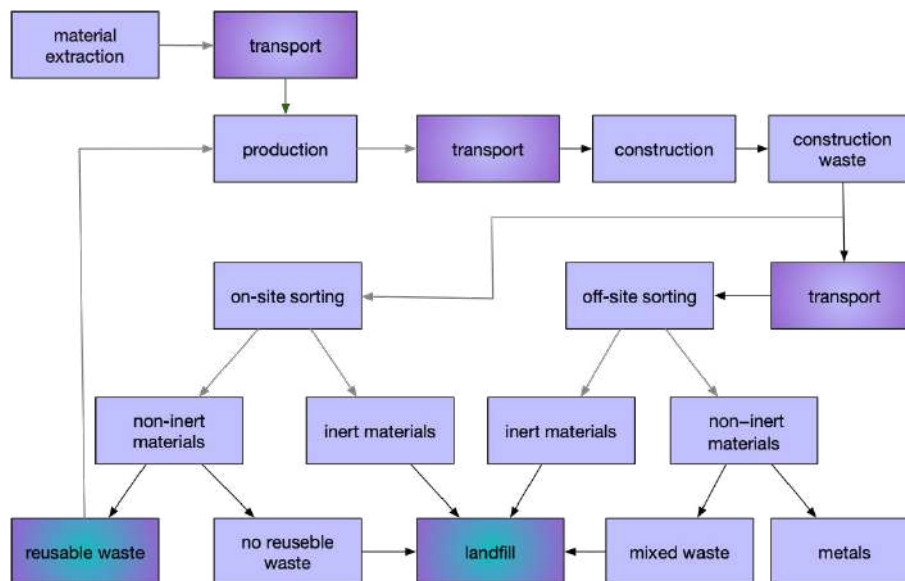 material
extraction
transport
production
transport
construction
construction
waste
on-site sorting
off-site sorting
transport
non-inert
materials
inert materials
inert materials
non–inert
materials
reusable waste
no reuseble
waste
landfill
mixed waste
metals